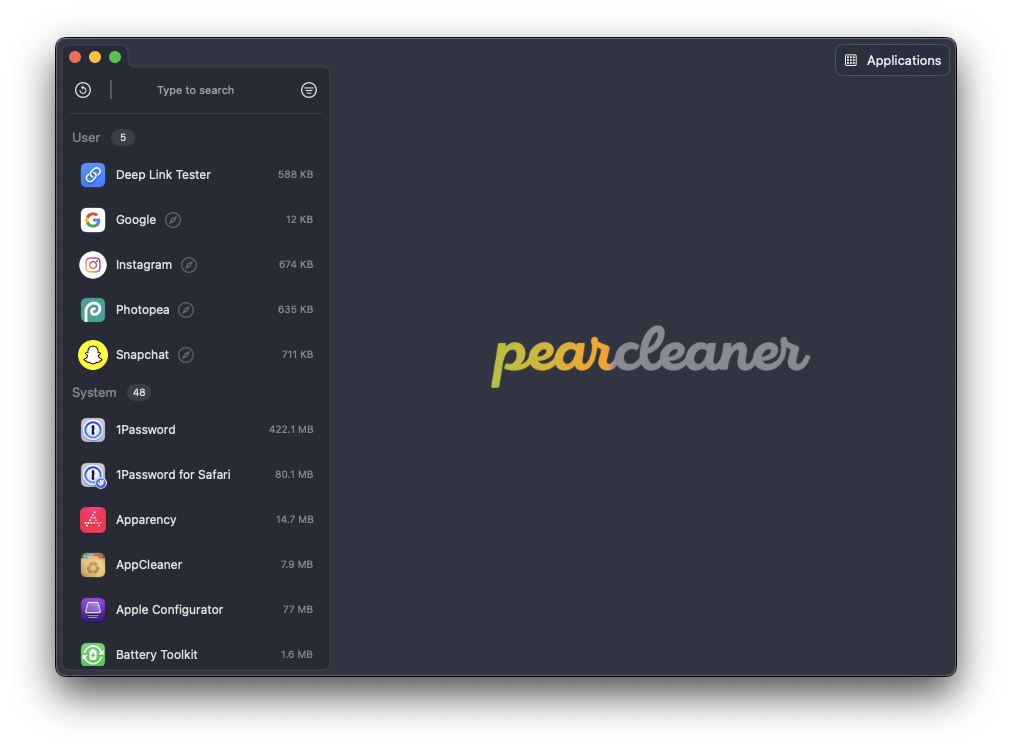 Applications
Type to search
User 5
Deep Link Tester 588 KB
Google 12 KB
Instagram 674 KB
Photopea 635 KB
Snapchat 711 KB
System 48
1Password 422.1 MB
1Password for Safari 80.1 MB
Apparency 14.7 MB
AppCleaner 7.9 MB
Apple Configurator 77 MB
Battery Toolkit 1.6 MB
pearcleaner